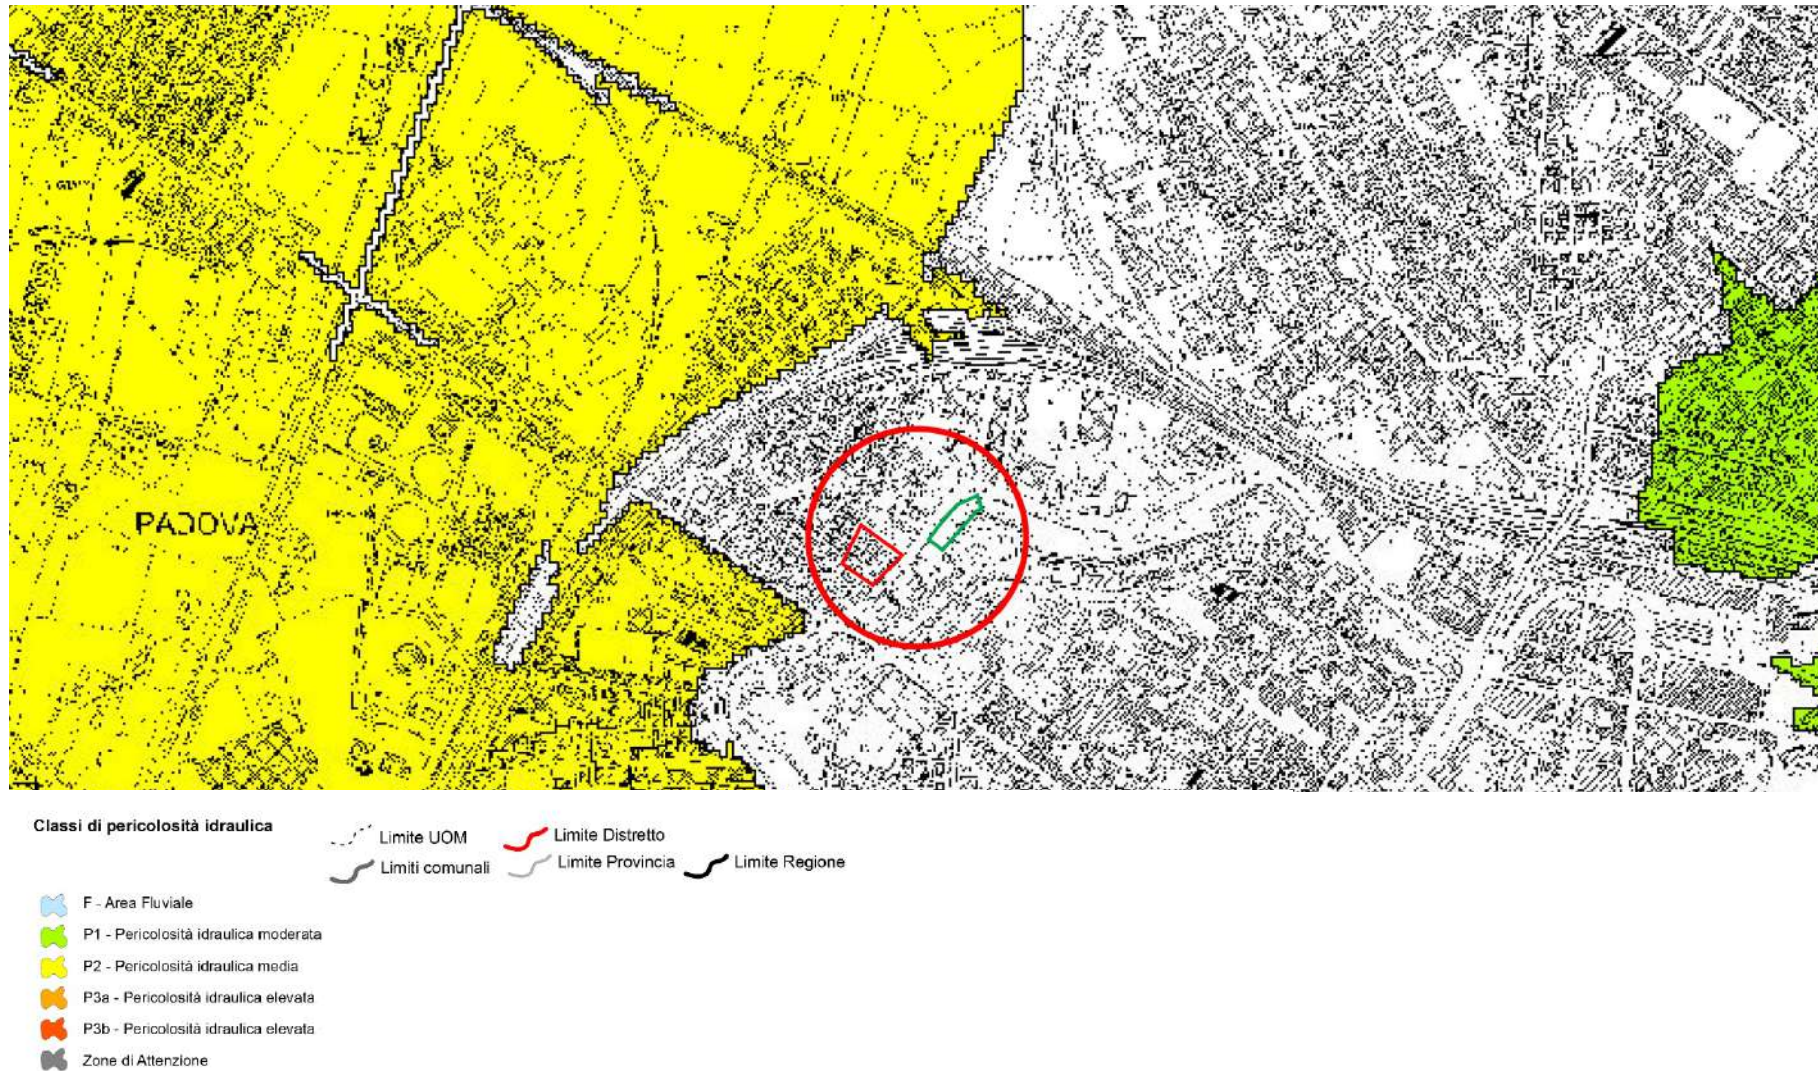 PADOVA
Classi di pericolosità idraulica
Limite UOM
Limite Distretto
Limiti comunali
Limite Provincia
Limite Regione
F - Area Fluviale
P1 - Pericolosità idraulica moderata
P2 - Pericolosità idraulica media
P3a - Pericolosità idraulica elevata
P3b - Pericolosità idraulica elevata
Zone di Attenzione